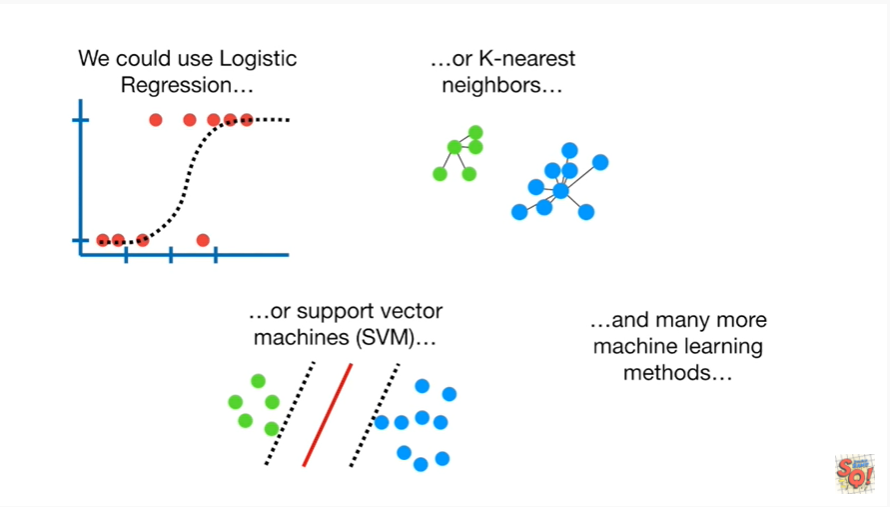 We could use Logistic
Regression…
…or K-nearest
neighbors…
…or support vector
machines (SVM)…
…and many more
machine learning
methods…
SQ!